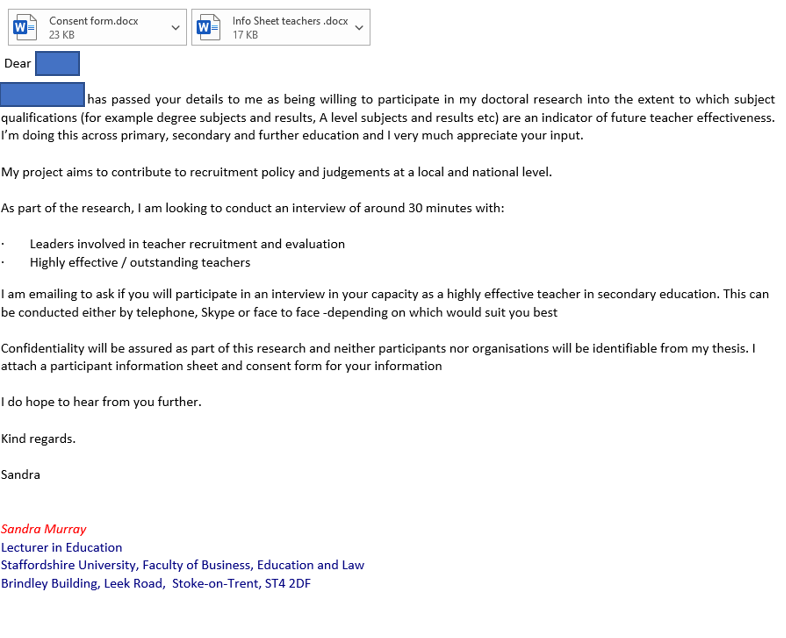 Consent form.docx
23 KB
Info Sheet teachers .docx
17 KB
Dear
has passed your details to me as being willing to participate in my doctoral research into the extent to which subject
qualifications (for example degree subjects and results, A level subjects and results etc) are an indicator of future teacher effectiveness.
I'm doing this across primary, secondary and further education and I very much appreciate your input.
My project aims to contribute to recruitment policy and judgements at a local and national level.
As part of the research, I am looking to conduct an interview of around 30 minutes with:
· Leaders involved in teacher recruitment and evaluation
· Highly effective / outstanding teachers
I am emailing to ask if you will participate in an interview in your capacity as a highly effective teacher in secondary education. This can
be conducted either by telephone, Skype or face to face -depending on which would suit you best
Confidentiality will be assured as part of this research and neither participants nor organisations will be identifiable from my thesis. I
attach a participant information sheet and consent form for your information
I do hope to hear from you further.
Kind regards.
Sandra
Sandra Murray
Lecturer in Education
Staffordshire University, Faculty of Business, Education and Law
Brindley Building, Leek Road,  Stoke-on-Trent, ST4 2DF